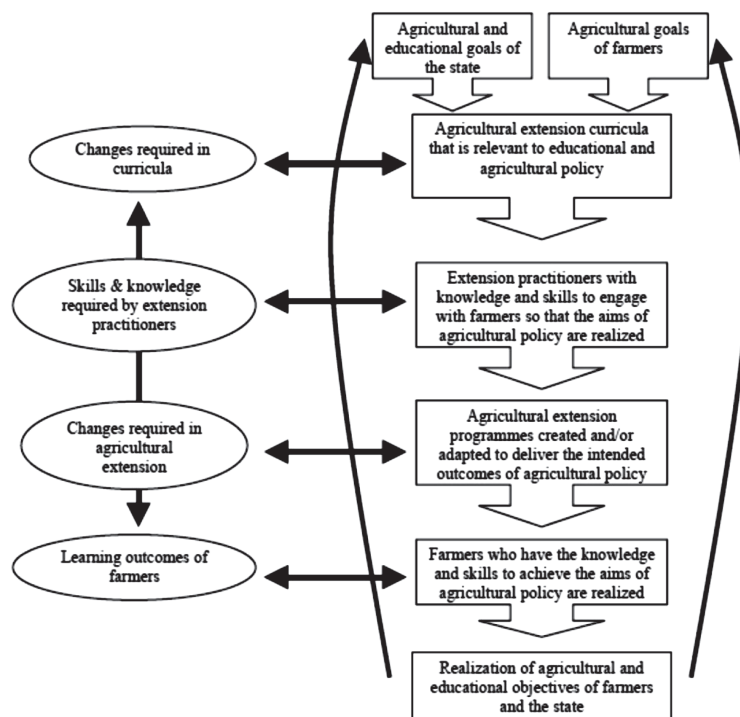 Agricultural and
educational goals of
the state
Agricultural goals
of farmers
Changes required in
curricula
Agricultural extension curricula
that is relevant to educational and
agricultural policy
Skills & knowledge
required by extension
practitioners
Extension practitioners with
knowledge and skills to engage
with farmers so that the aims of
agricultural policy are realized
Changes required in
agricultural
extension
Agricultural extension
programmes created and/or
adapted to deliver the intended
outcomes of agricultural policy
Learning outcomes of
farmers
Farmers who have the knowledge
and skills to achieve the aims of
agricultural policy are realized
Realization of agricultural and
educational objectives of farmers
and the state